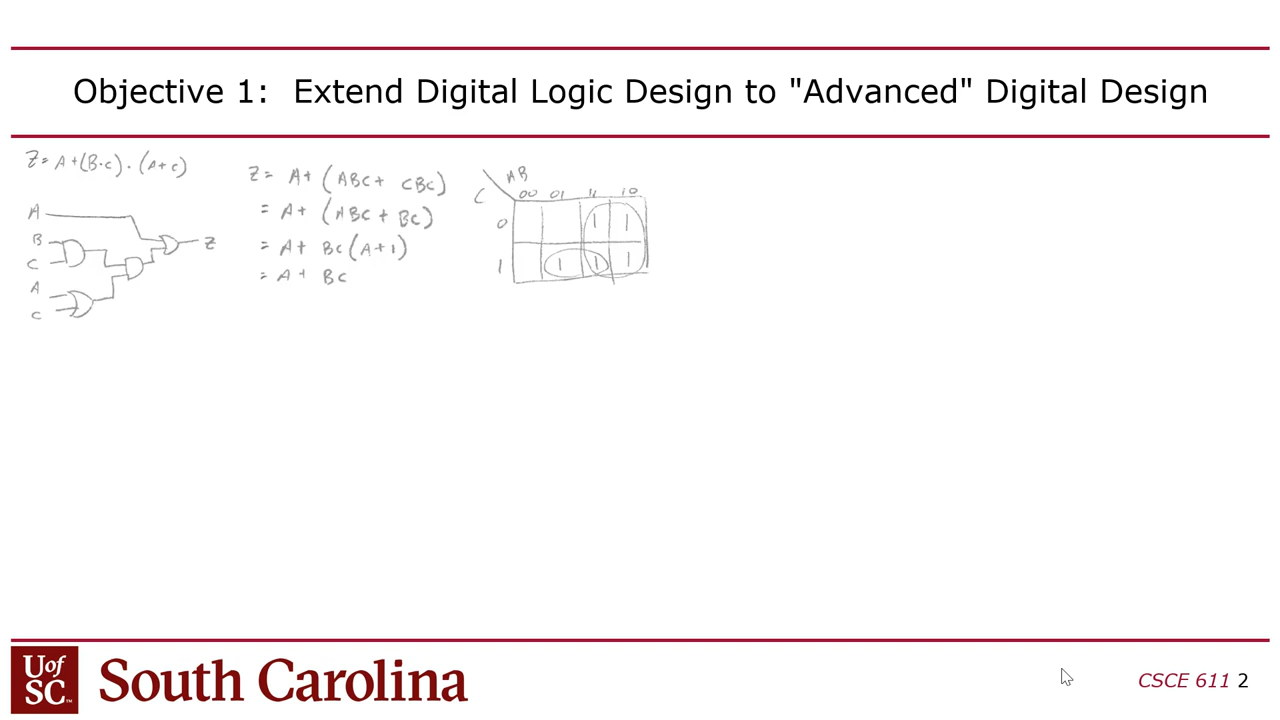 Objective 1: Extend Digital Logic Design to "Advanced" Digital Design
Z= A+(B·C)·(A+C)
A
B
C
A
C
Z
Z= A+(ABC+ CBC)
= A+ (ABC + BC)
= A+ BC(A+1)
= A+ BC
AB
C
00 01 11 10
0 1 1
1 1 1 1
UofSC™
South Carolina
CSCE 611 2